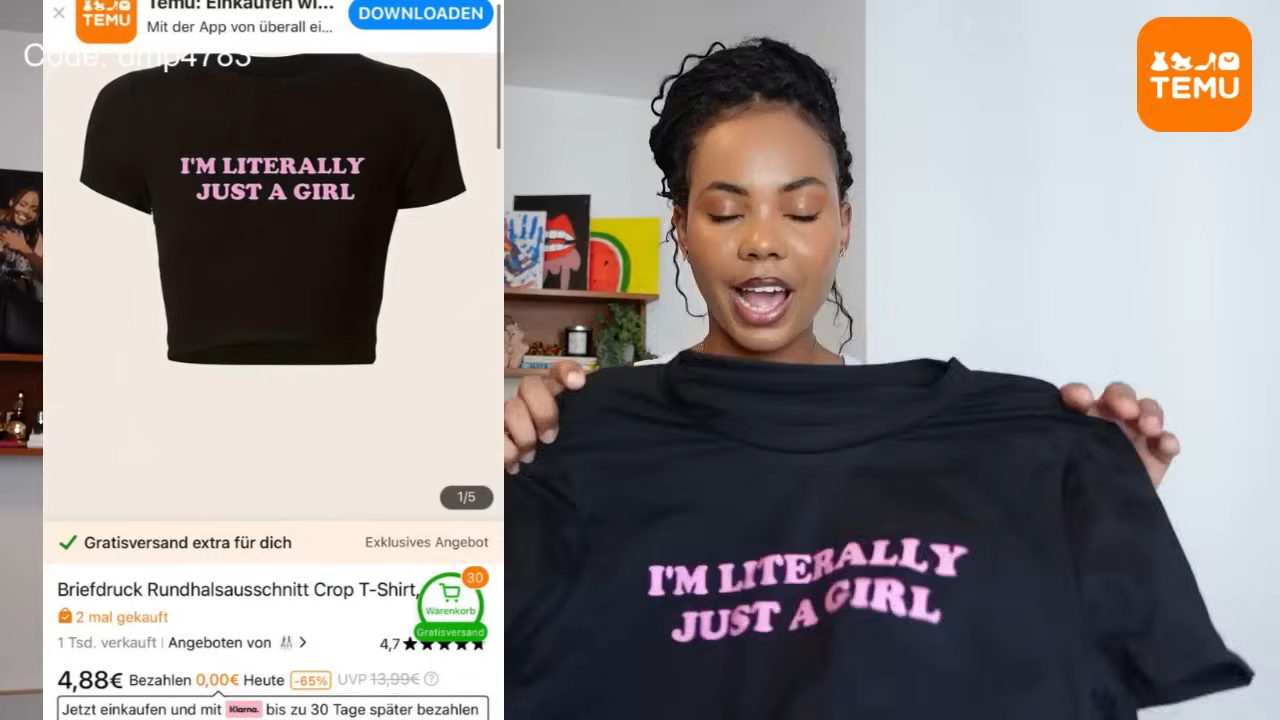 Temu: Einkaufen wi...
Mit der App von überall ei...
DOWNLOADEN
TEMU
Code: dmp4783
I'M LITERALLY
JUST A GIRL
1/5
Gratisversand extra für dich
Exklusives Angebot
Briefdruck Rundhalsausschnitt Crop T-Shirt,
30
Warenkorb
Gratisversand
2 mal gekauft
1 Tsd. verkauft | Angeboten von
4,7
4,88€ Bezahlen 0,00€ Heute -65% UVP 13,99€ ?
Jetzt einkaufen und mit Klarna. bis zu 30 Tage später bezahlen
TEMU
I'M LITERALLY
JUST A GIRL